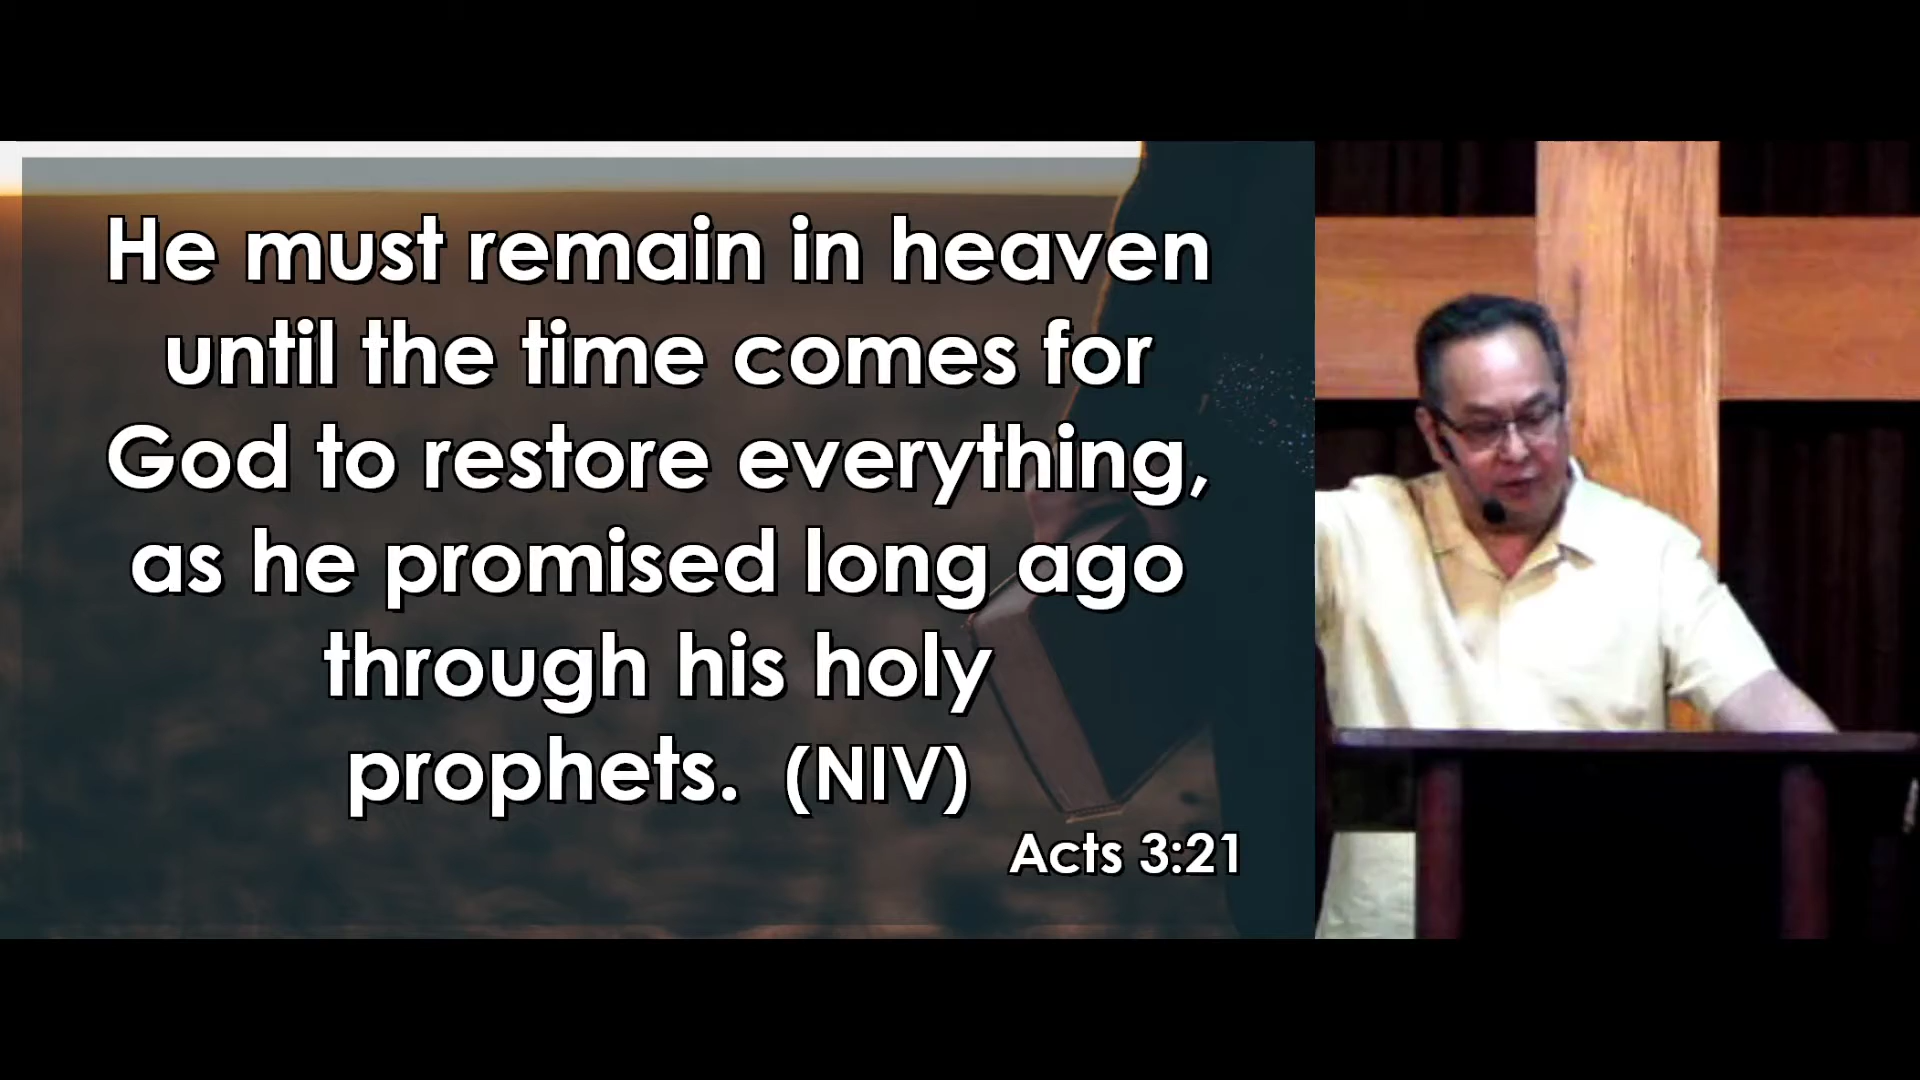 He must remain in heaven
until the time comes for
God to restore everything,
as he promised long ago
through his holy
prophets. (NIV)
Acts 3:21